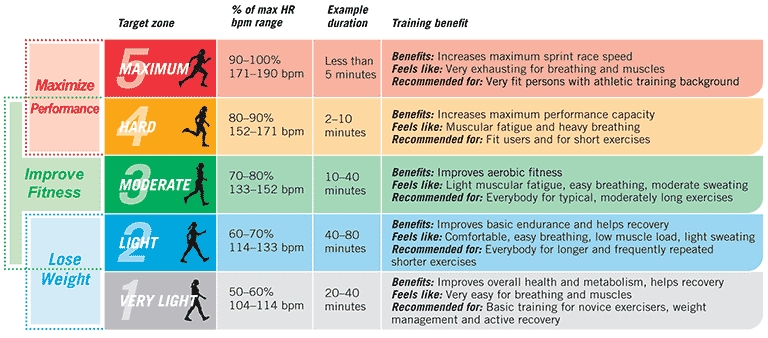 Target zone
% of max HR
bpm range
Example
duration
Training benefit
Maximize
Performance
Improve
Fitness
Lose
Weight
5
MAXIMUM
90–100%
171–190 bpm
Less than
5 minutes
Benefits: Increases maximum sprint race speed
Feels like: Very exhausting for breathing and muscles
Recommended for: Very fit persons with athletic training background
4
HARD
80–90%
152–171 bpm
2–10
minutes
Benefits: Increases maximum performance capacity
Feels like: Muscular fatigue and heavy breathing
Recommended for: Fit users and for short exercises
3
MODERATE
70–80%
133–152 bpm
10–40
minutes
Benefits: Improves aerobic fitness
Feels like: Light muscular fatigue, easy breathing, moderate sweating
Recommended for: Everybody for typical, moderately long exercises
2
LIGHT
60–70%
114–133 bpm
40–80
minutes
Benefits: Improves basic endurance and helps recovery
Feels like: Comfortable, easy breathing, low muscle load, light sweating
Recommended for: Everybody for longer and frequently repeated
shorter exercises
1
VERY LIGHT
50–60%
104–114 bpm
20–40
minutes
Benefits: Improves overall health and metabolism, helps recovery
Feels like: Very easy for breathing and muscles
Recommended for: Basic training for novice exercisers, weight
management and active recovery